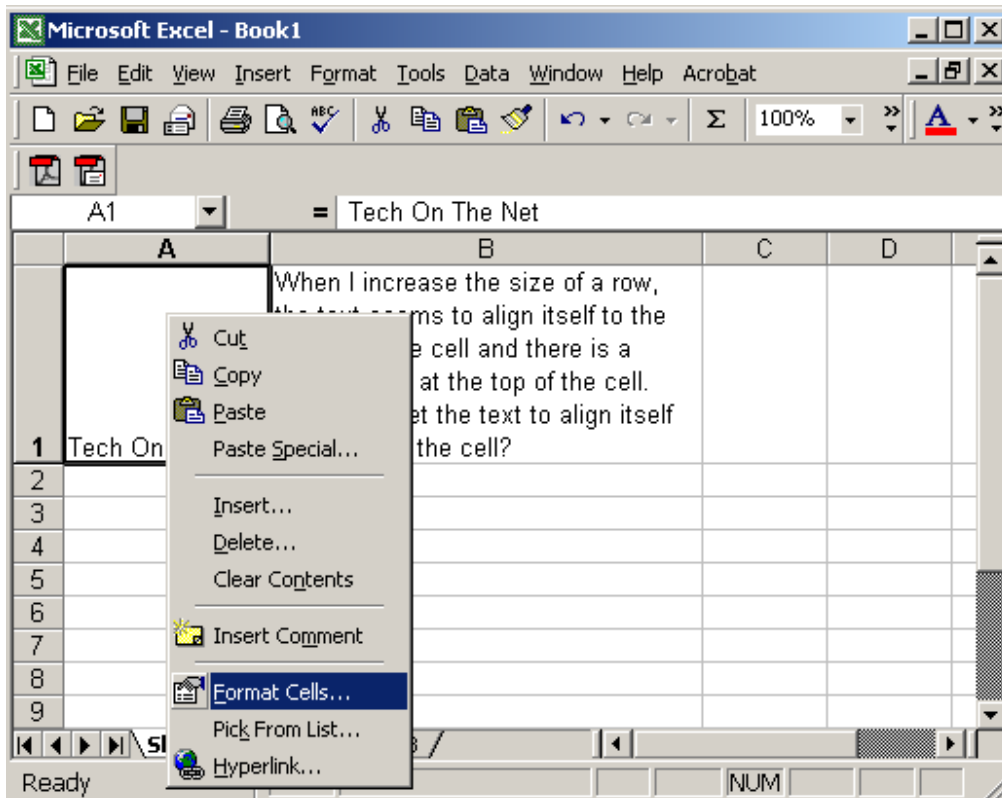 Microsoft Excel - Book1
File Edit View Insert Format Tools Data Window Help Acrobat
ABC Σ 100% » A »
A1 = Tech On The Net
A B C D
When I increase the size of a row,
ms to align itself to the
cell and there is a
at the top of the cell.
the text to align itself
1 Tech On the cell?
2
3
4
5
6
7
8
9
Cut
Copy
Paste
Paste Special...
Insert...
Delete...
Clear Contents
Insert Comment
Format Cells...
Pick From List...
Hyperlink...
Ready NUM